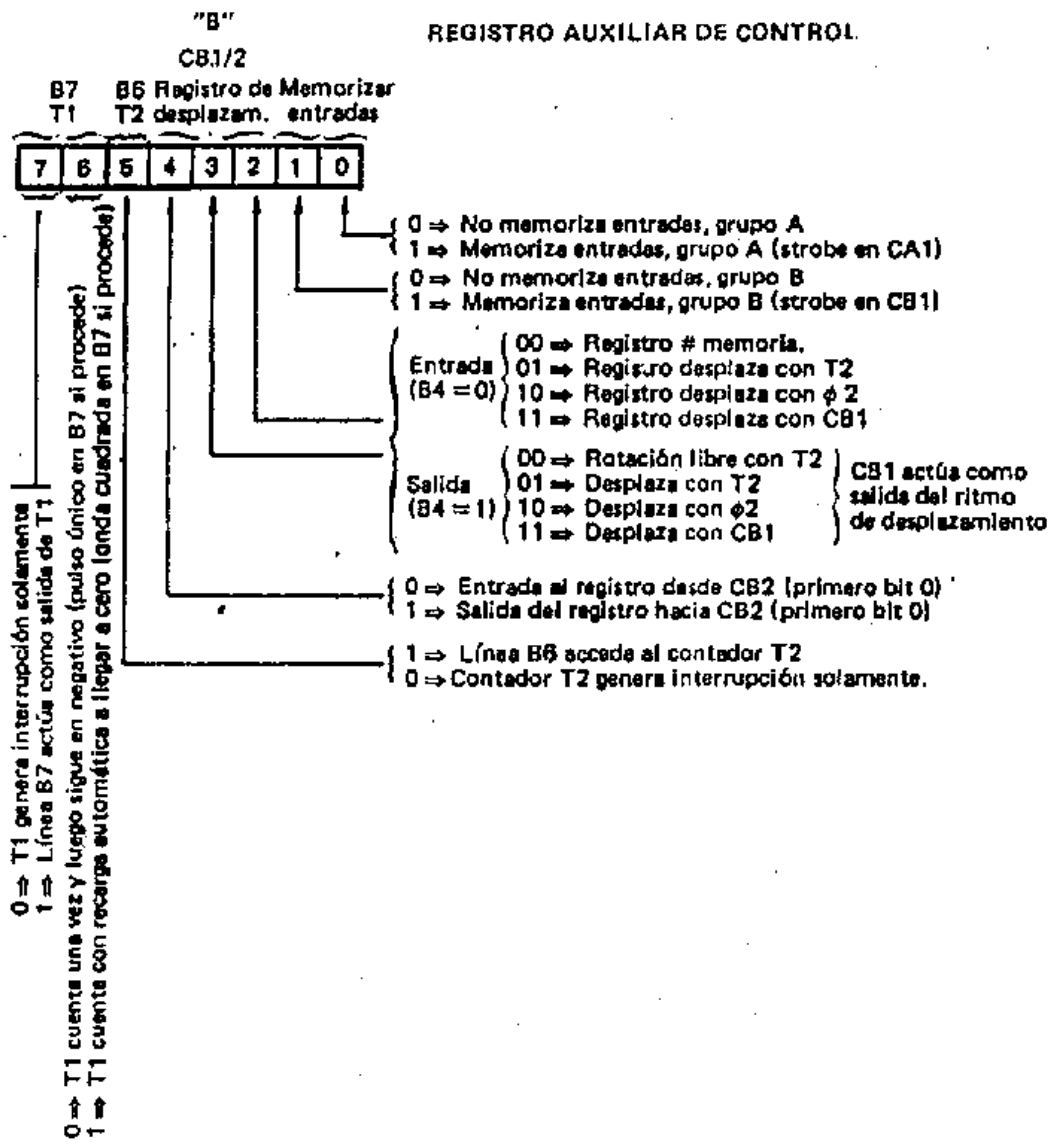 "B"
REGISTRO AUXILIAR DE CONTROL.
CB1/2
B7 B6 Registro de Memorizar
T1 T2 desplazam. entradas
7 6 5 4 3 2 1 0
0 ⇒ No memoriza entradas, grupo A
1 ⇒ Memoriza entradas, grupo A (strobe en CA1)
0 ⇒ No memoriza entradas, grupo B
1 ⇒ Memoriza entradas, grupo B (strobe en CB1)
Entrada
(B4 = 0)
00 ⇒ Registro # memoria.
01 ⇒ Registro desplaza con T2
10 ⇒ Registro desplaza con ϕ 2
11 ⇒ Registro desplaza con CB1
Salida
(B4 = 1)
00 ⇒ Rotación libre con T2
01 ⇒ Desplaza con T2
10 ⇒ Desplaza con ϕ2
11 ⇒ Desplaza con CB1
CB1 actúa como
salida del ritmo
de desplazamiento
0 ⇒ Entrada al registro desde CB2 (primero bit 0)
1 ⇒ Salida del registro hacia CB2 (primero bit 0)
1 ⇒ Línea B6 accede al contador T2
0 ⇒ Contador T2 genera interrupción solamente.
0 ⇒ T1 genera interrupción solamente
1 ⇒ Línea B7 actúa como salida de T1
0 ⇒ T1 cuenta una vez y luego sigue en negativo (pulso único en B7 si procede)
1 ⇒ T1 cuenta con recarga automática a llegar a cero (onda cuadrada en B7 si procede)